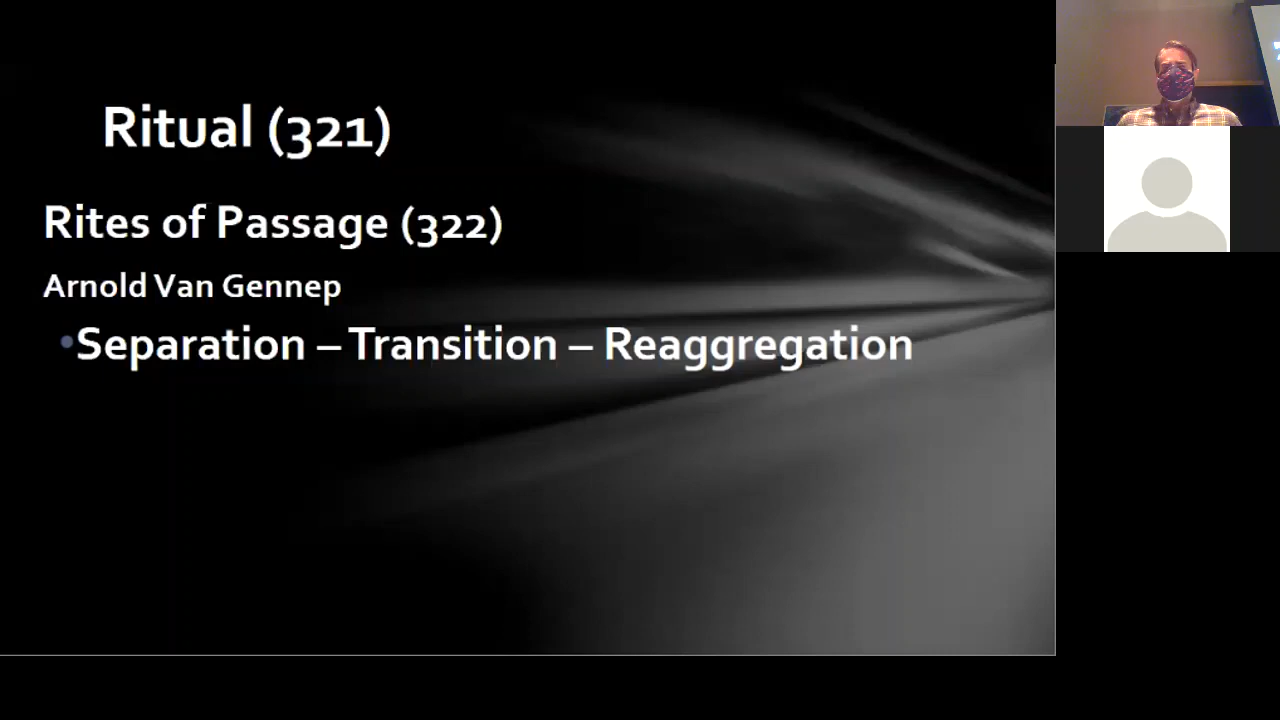 Ritual (321)
Rites of Passage (322)
Arnold Van Gennep
•Separation – Transition – Reaggregation